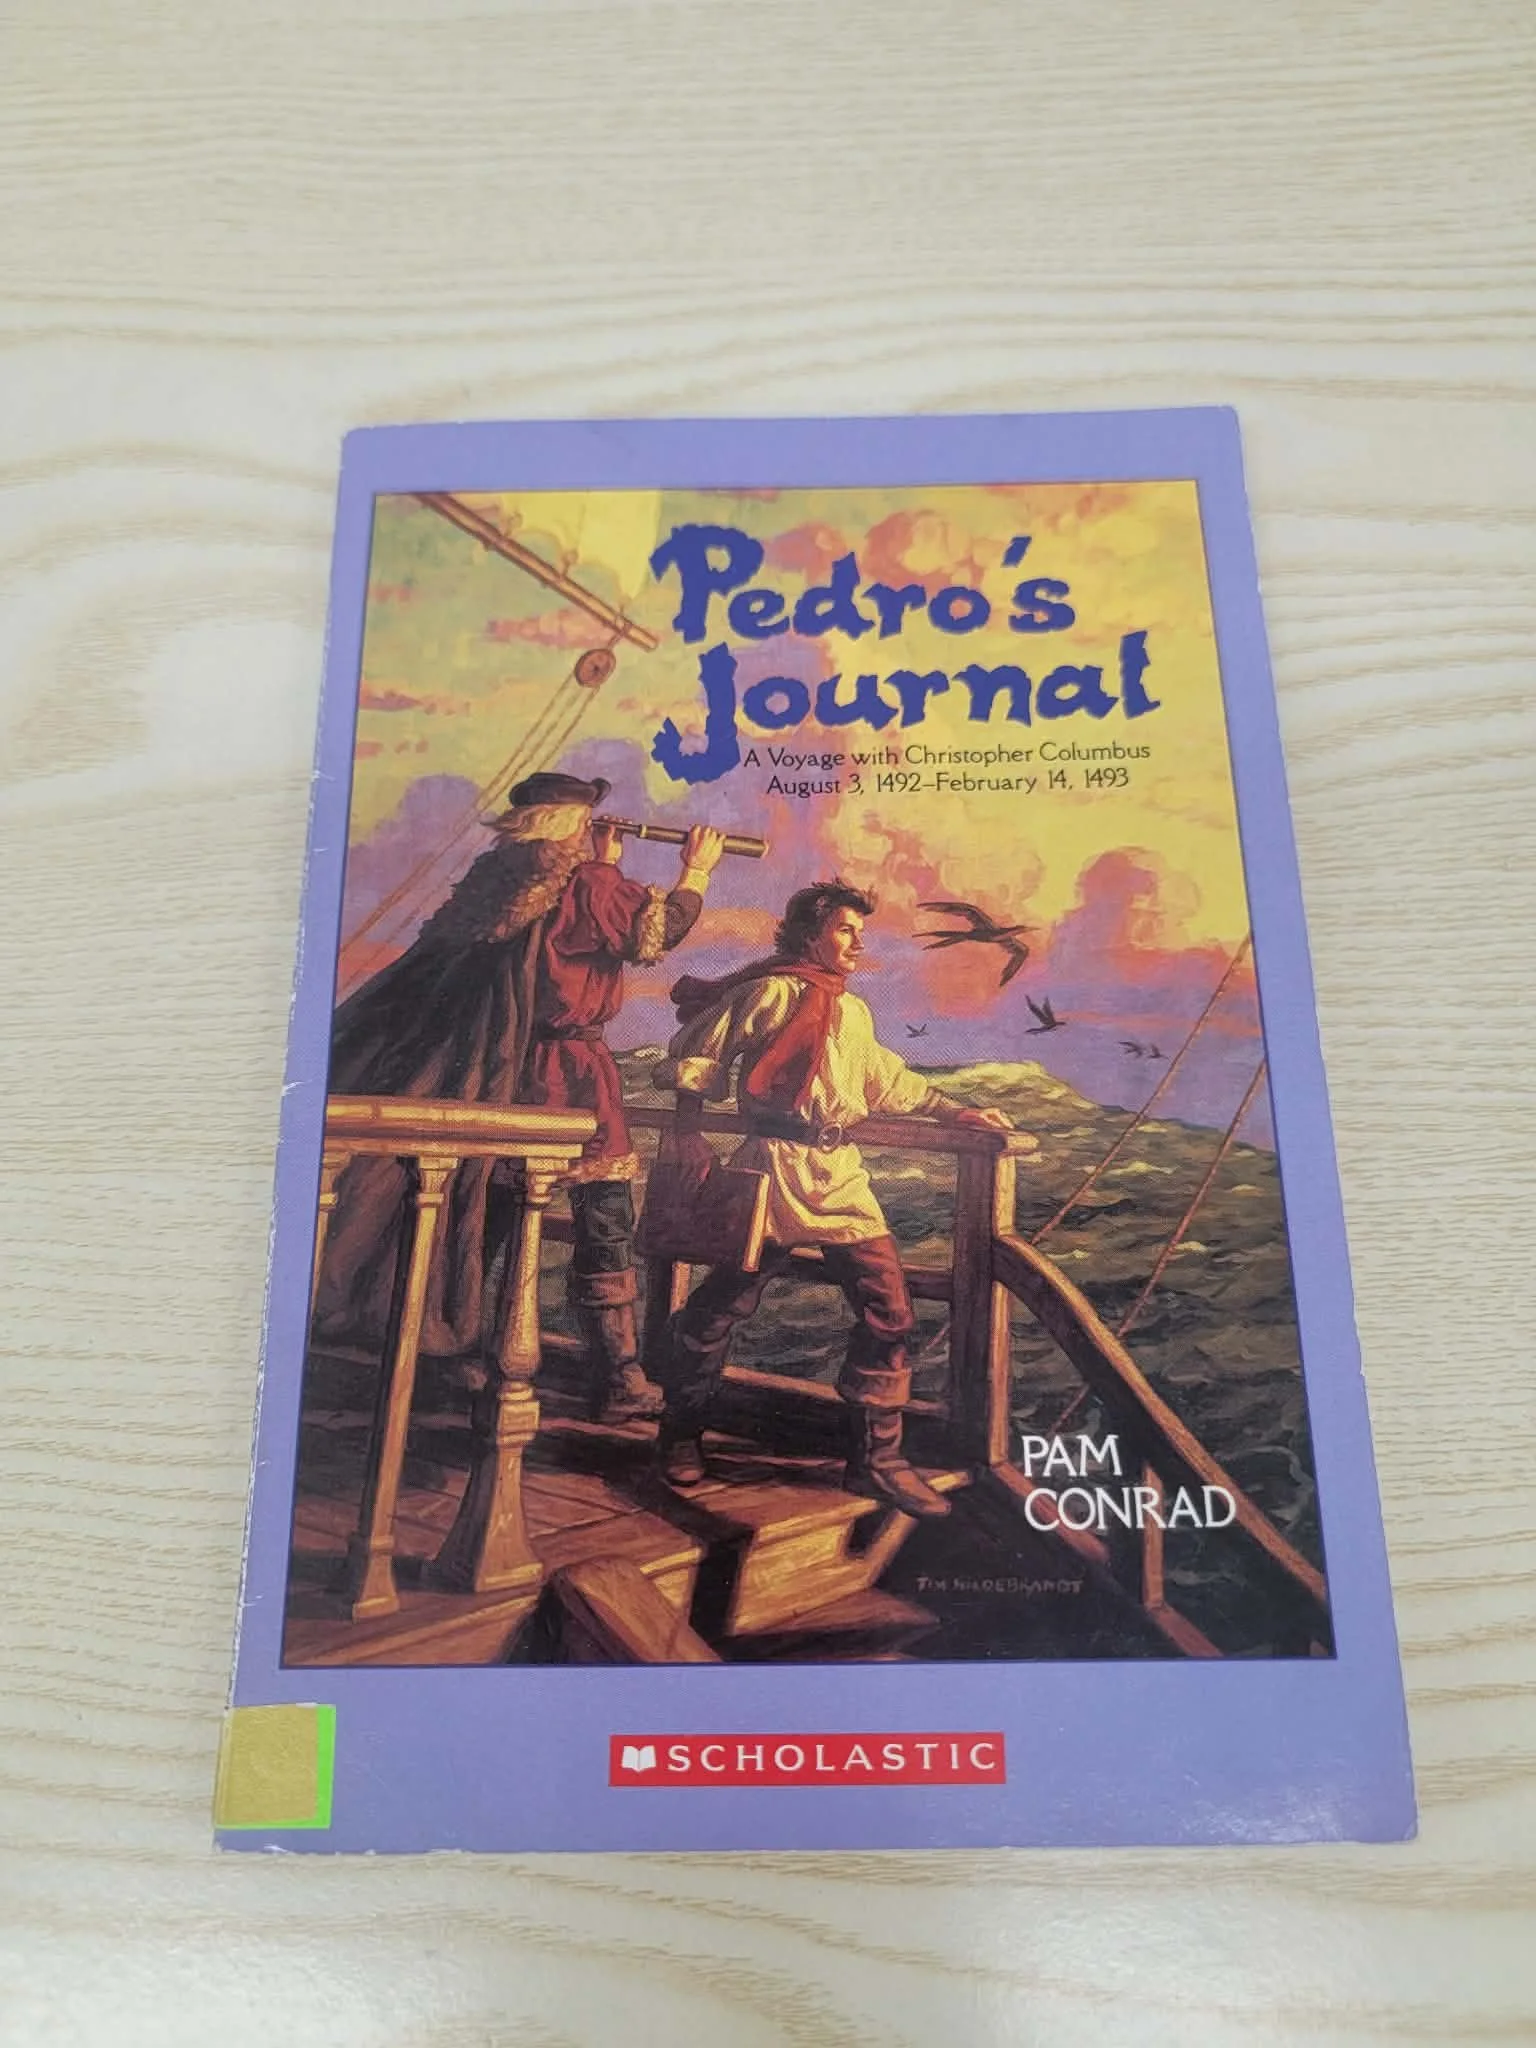 Pedro's
Journal
A Voyage with Christopher Columbus
August 3, 1492–February 14, 1493
PAM
CONRAD
TIM HILDEBRANDT
SCHOLASTIC